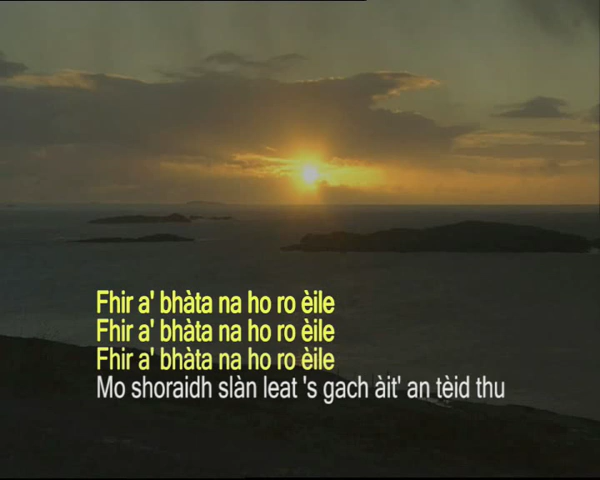 Fhir a' bhàta na ho ro èile
Fhir a' bhàta na ho ro èile
Fhir a' bhàta na ho ro èile
Mo shoraidh slàn leat 's gach àit' an tèid thu